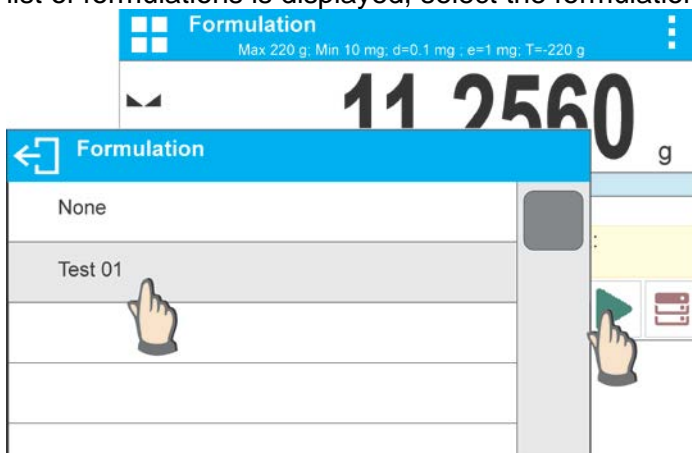 list of formulations is displayed, select the formulation
Formulation
Max 220 g; Min 10 mg; d=0.1 mg ; e=1 mg; T=-220 g
11.2560
g
Formulation
None
:
Test 01